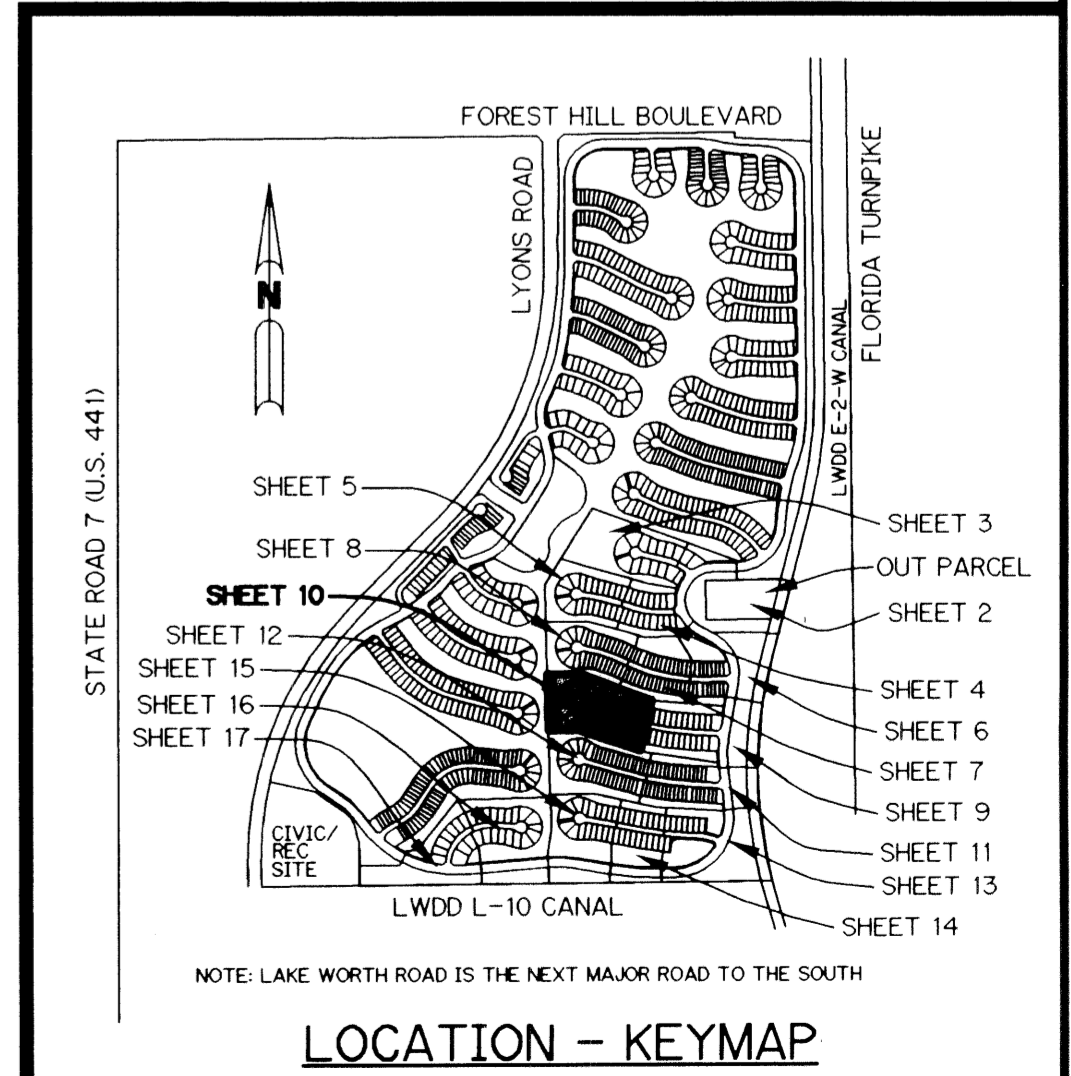 FOREST HILL BOULEVARD
LYONS ROAD
FLORIDA TURNPIKE
N
LWDD E-2-W CANAL
STATE ROAD 7 (U.S. 441)
SHEET 5
SHEET 8
SHEET 10
SHEET 12
SHEET 15
SHEET 16
SHEET 17
SHEET 3
OUT PARCEL
SHEET 2
SHEET 4
SHEET 6
SHEET 7
SHEET 9
SHEET 11
SHEET 13
SHEET 14
CIVIC/
REC
SITE
LWDD L-10 CANAL
NOTE: LAKE WORTH ROAD IS THE NEXT MAJOR ROAD TO THE SOUTH
LOCATION - KEYMAP